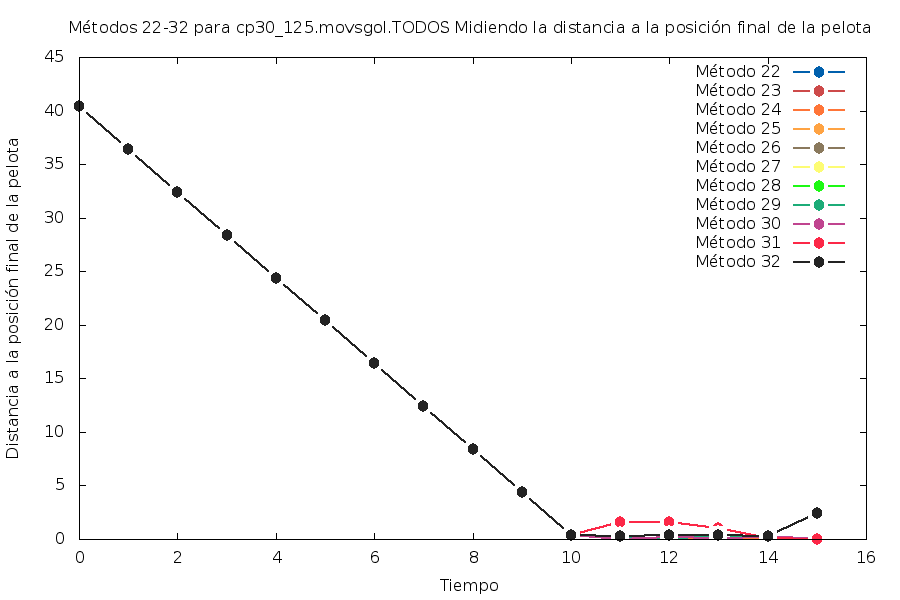 Métodos 22-32 para cp30_125.movsgol.TODOS Midiendo la distancia a la posición final de la pelota
45
40
35
30
25
20
15
10
5
0
Distancia a la posición final de la pelota
Método 22
Método 23
Método 24
Método 25
Método 26
Método 27
Método 28
Método 29
Método 30
Método 31
Método 32
0 2 4 6 8 10 12 14 16
Tiempo